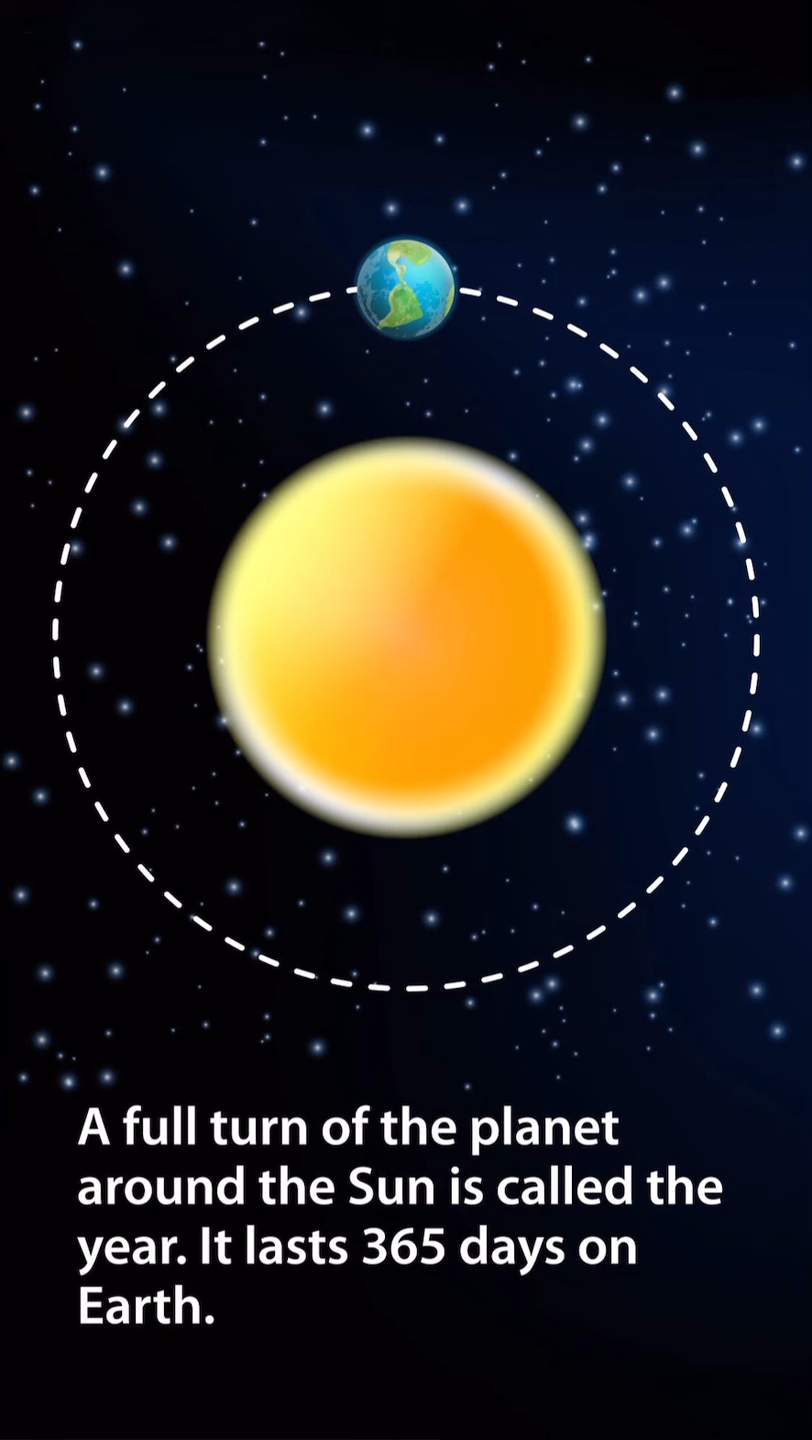 A full turn of the planet
around the Sun is called the
year. It lasts 365 days on
Earth.